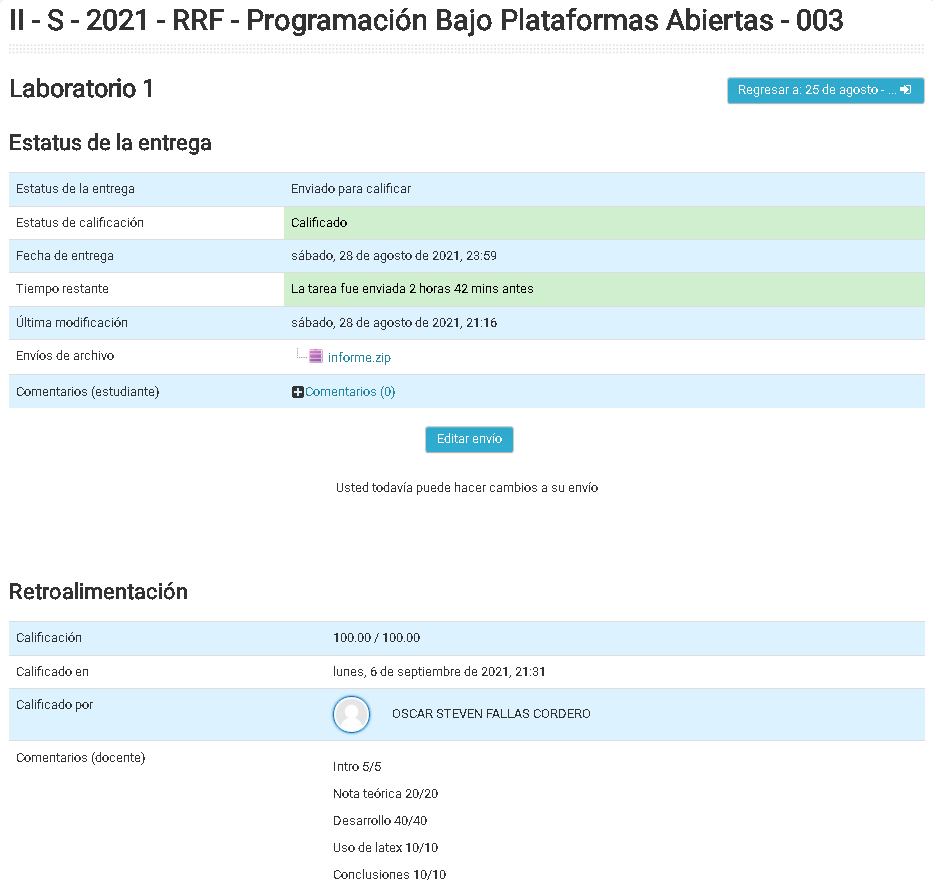 II - S - 2021 - RRF - Programación Bajo Plataformas Abiertas - 003
Laboratorio 1
Regresar a: 25 de agosto - ...
Estatus de la entrega
Estatus de la entrega Enviado para calificar
Estatus de calificación Calificado
Fecha de entrega sábado, 28 de agosto de 2021, 23:59
Tiempo restante La tarea fue enviada 2 horas 42 mins antes
Última modificación sábado, 28 de agosto de 2021, 21:16
Envíos de archivo informe.zip
Comentarios (estudiante) Comentarios (0)
Editar envío
Usted todavía puede hacer cambios a su envío
Retroalimentación
Calificación 100.00 / 100.00
Calificado en lunes, 6 de septiembre de 2021, 21:31
Calificado por OSCAR STEVEN FALLAS CORDERO
Comentarios (docente)
Intro 5/5
Nota teórica 20/20
Desarrollo 40/40
Uso de latex 10/10
Conclusiones 10/10